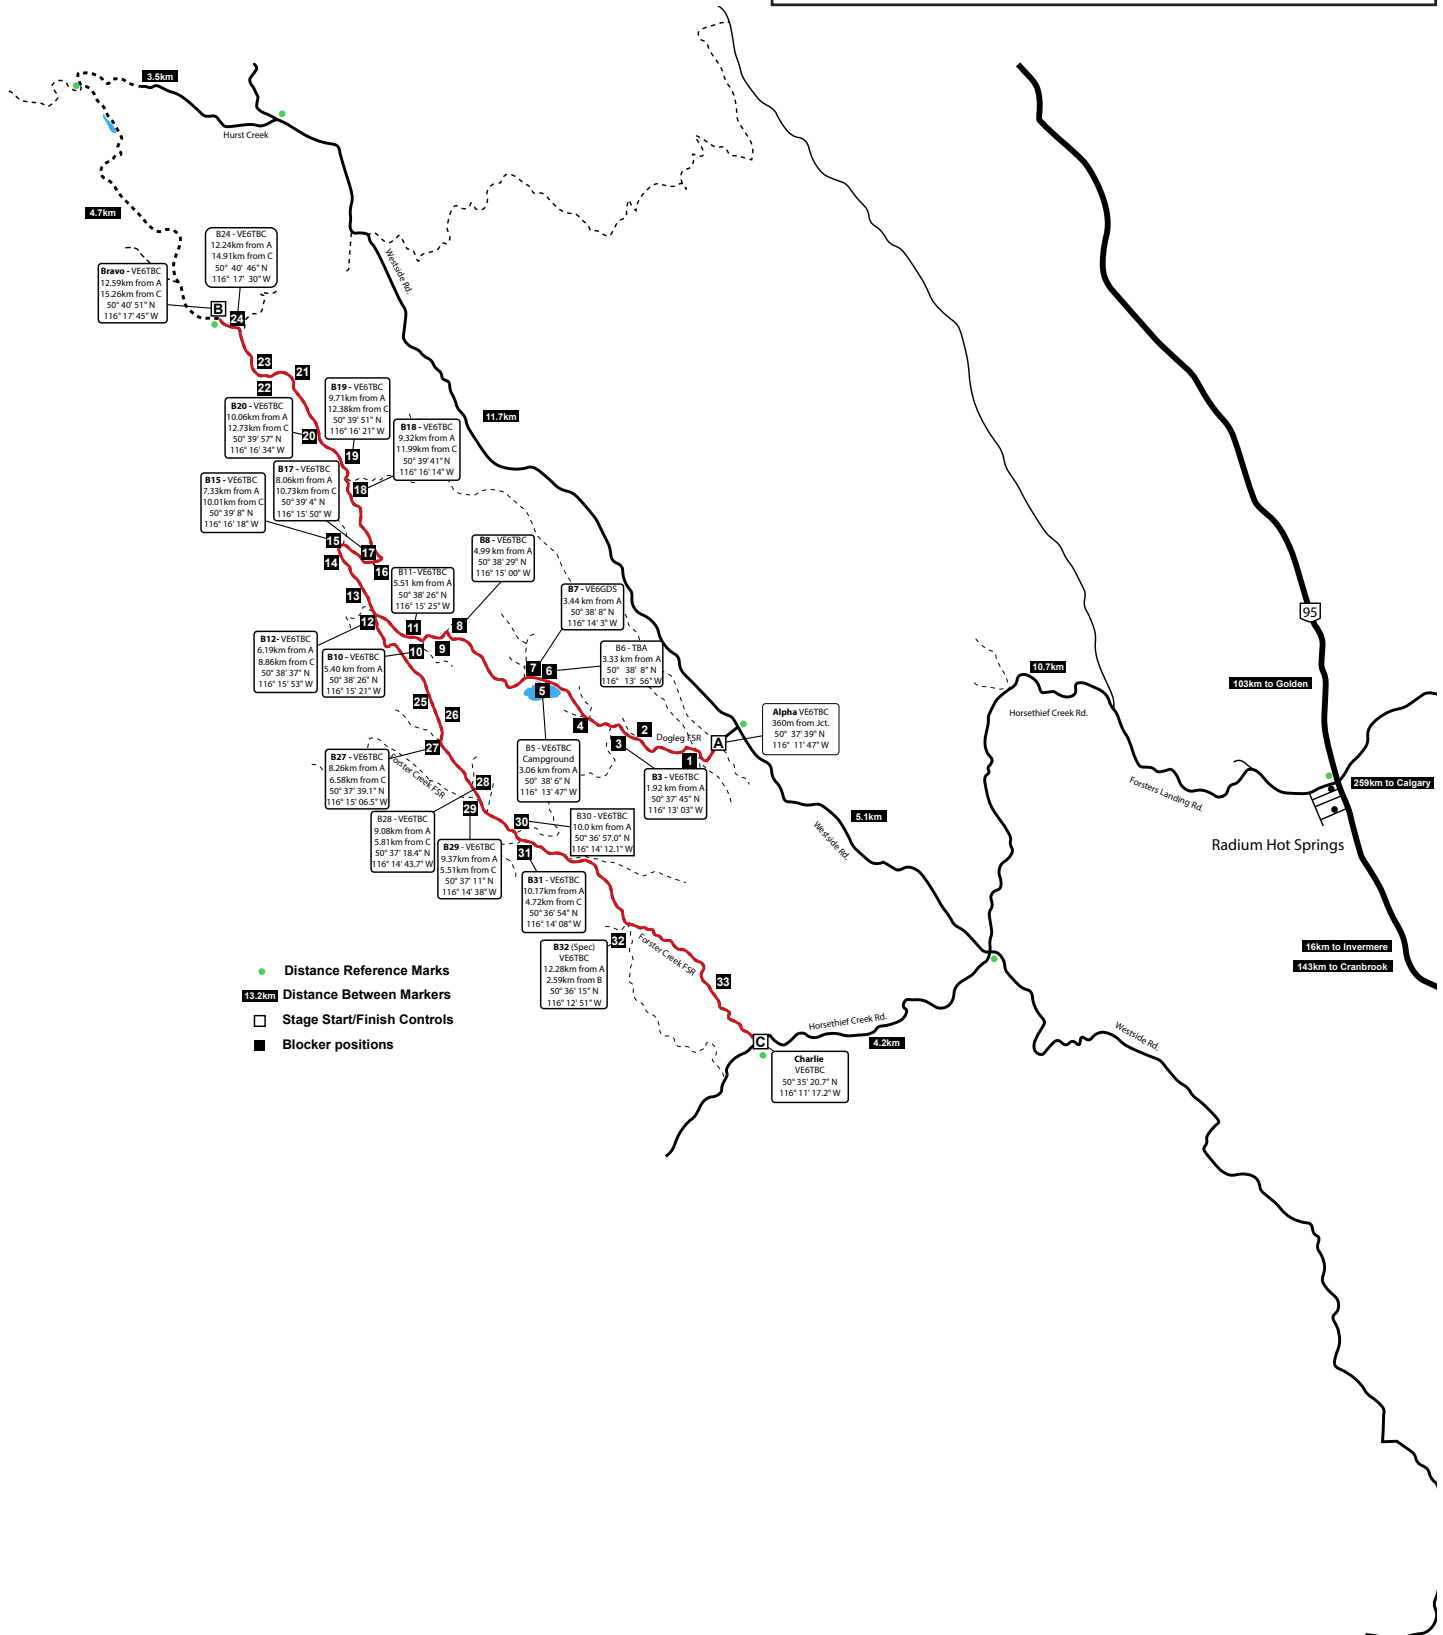 3.5km
Hurst Creek
4.7km
B24 - VE6TBC
12.24km from A
14.91km from C
50° 40' 46" N
116° 17' 30" W
Westside Rd.
Bravo - VE6TBC
12.59km from A
15.26km from C
50° 40' 51" N
116° 17' 45" W
B
24
23
21
22
B19 - VE6TBC
9.71km from A
12.38km from C
50° 39' 51" N
116° 16' 21" W
B20 - VE6TBC
10.06km from A
12.73km from C
50° 39' 57" N
116° 16' 34" W
20
11.7km
B18 - VE6TBC
9.32km from A
11.99km from C
50° 39' 41" N
116° 16' 14" W
19
B17 - VE6TBC
8.06km from A
10.73km from C
50° 39' 4" N
116° 15' 50" W
B15 - VE6TBC
7.33km from A
10.01km from C
50° 39' 8" N
116° 16' 18" W
18
15
17
14
16
B8 - VE6TBC
4.99 km from A
50° 38' 29" N
116° 15' 00" W
B11- VE6TBC
5.51 km from A
50° 38' 26" N
116° 15' 25" W
13
B7 - VE6GDS
3.44 km from A
50° 38' 8" N
116° 14' 3" W
95
12
11
8
B12- VE6TBC
6.19km from A
8.86km from C
50° 38' 37" N
116° 15' 53" W
B10 - VE6TBC
5.40 km from A
50° 38' 26" N
116° 15' 21" W
10
9
B6 - TBA
3.33 km from A
50° 38' 8" N
116° 13' 56" W
7
6
5
10.7km
103km to Golden
25
26
Horsethief Creek Rd.
4
2
3
Dogleg FSR
A
1
Alpha VE6TBC
360m from Jct.
50° 37' 39" N
116° 11' 47" W
27
B27 - VE6TBC
8.26km from A
6.58km from C
50° 37' 39.1" N
116° 15' 06.5" W
Forster Creek FSR
B5 - VE6TBC
Campground
3.06 km from A
50° 38' 6" N
116° 13' 47" W
B3 - VE6TBC
1.92 km from A
50° 37' 45" N
116° 13' 03" W
28
29
Forsters Landing Rd.
259km to Calgary
Radium Hot Springs
B28 - VE6TBC
9.08km from A
5.81km from C
50° 37' 18.4" N
116° 14' 43.7" W
30
B30 - VE6TBC
10.0 km from A
50° 36' 57.0" N
116° 14' 12.1" W
5.1km
Westside Rd.
B29 - VE6TBC
9.37km from A
5.51km from C
50° 37' 11" N
116° 14' 38" W
31
B31 - VE6TBC
10.17km from A
4.72km from C
50° 36' 54" N
116° 14' 08" W
B32 (Spec)
VE6TBC
12.28km from A
2.59km from B
50° 36' 15" N
116° 12' 51" W
32
Forster Creek FSR
33
16km to Invermere
143km to Cranbrook
Distance Reference Marks
13.2km Distance Between Markers
Stage Start/Finish Controls
Blocker positions
Horsethief Creek Rd.
4.2km
Westside Rd.
C
Charlie
VE6TBC
50° 35' 20.7" N
116° 11' 17.2" W